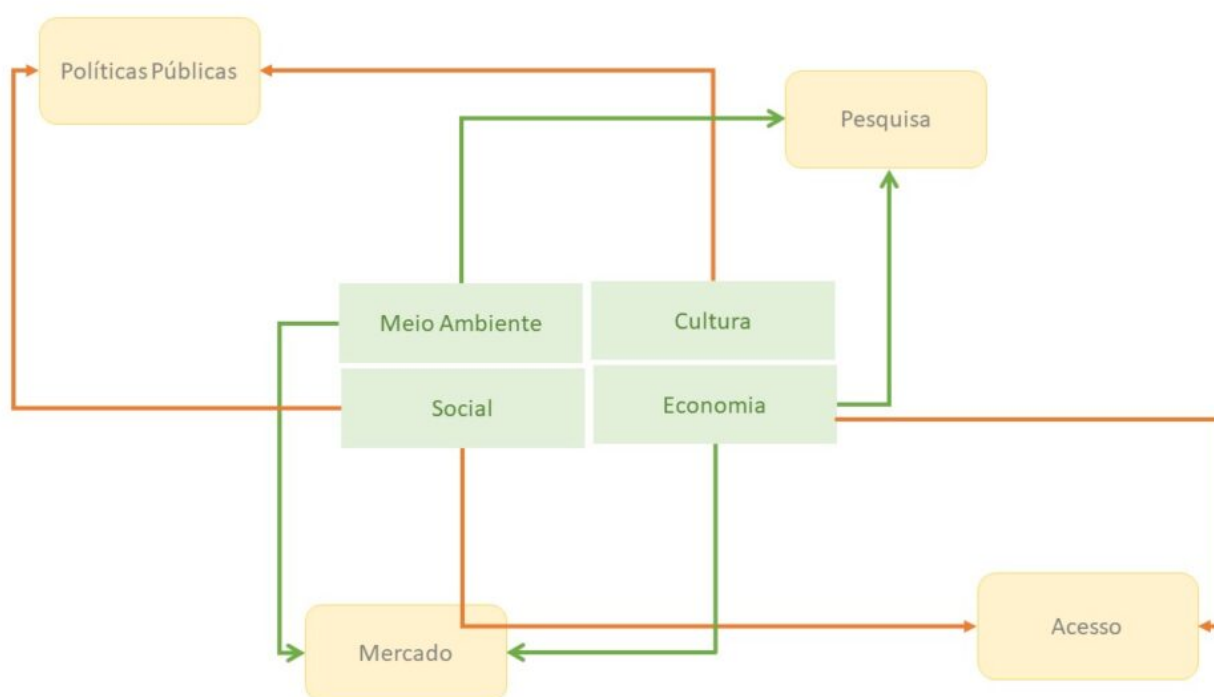 Políticas Públicas
Pesquisa
Meio Ambiente
Cultura
Social
Economia
Mercado
Acesso